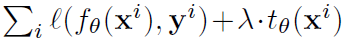 ∑_i ℓ(f_θ(x^i), y^i) + λ·t_θ(x^i)